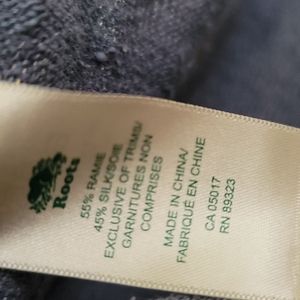 Roots
55% RAMIE
45% SILK/SOIE
EXCLUSIVE OF TRIMS/
GARNITURES NON
COMPRISES
MADE IN CHINA/
FABRIQUÉ EN CHINE
CA 05017
RN 89323